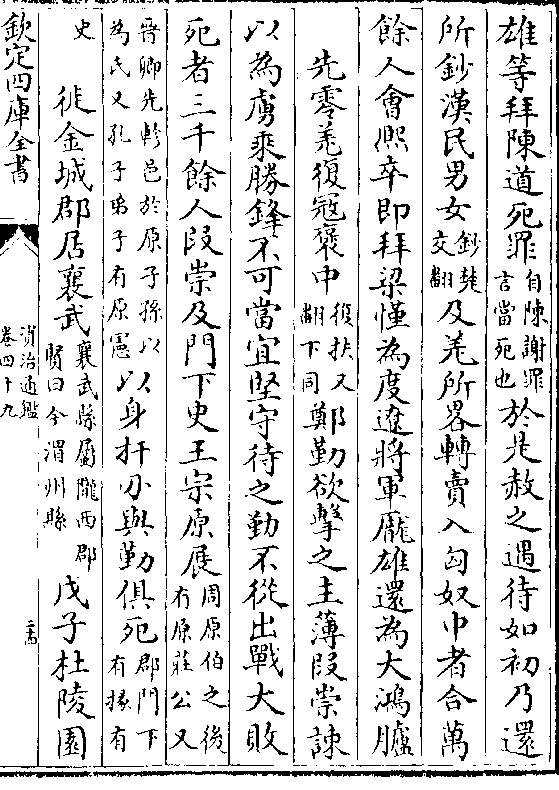 雄等拜陳道死罪自陳謝罪言當死也於是赦之遇待如初乃還
所鈔漢民男女鈔楚交翻及羌所畧轉賣入匈奴中者合萬
餘人會熈卒即拜梁慬為度遼將軍龐雄還為大鴻臚
先零羌復寇襃中復扶又翻下同鄭勤欲擊之主薄段崇諫
以為虜乘勝鋒不可當宜堅守待之勤不從出戰大敗
死者三千餘人段崇及門下史王宗原展周原伯之後有原莊公又
晉卿先軫邑於原子孫以為氏又孔子弟子有原憲以身扞刃與勤俱死郡門下有掾有
史徙金城郡居襄武襄武縣屬隴西郡賢曰今渭州縣戊子杜陵園
欽定四庫全書
資治通鑑
卷四十九